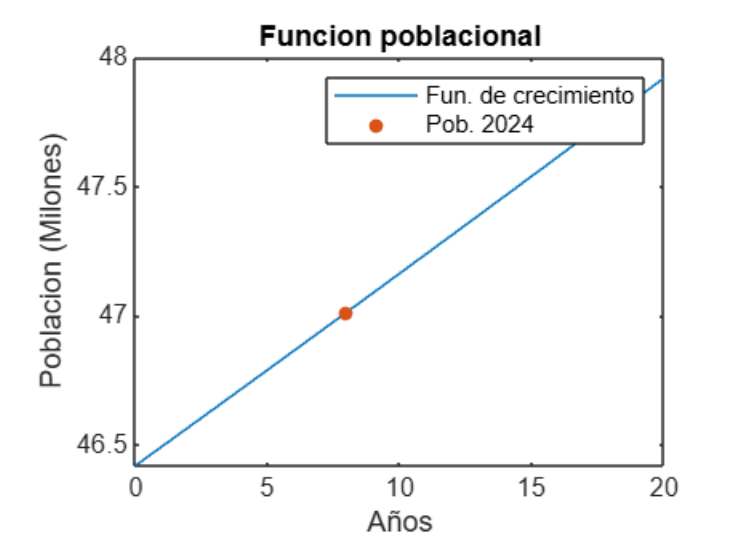 Funcion poblacional
Fun. de crecimiento
Pob. 2024
Poblacion (Milones)
48
47.5
47
46.5
0 5 10 15 20
Años